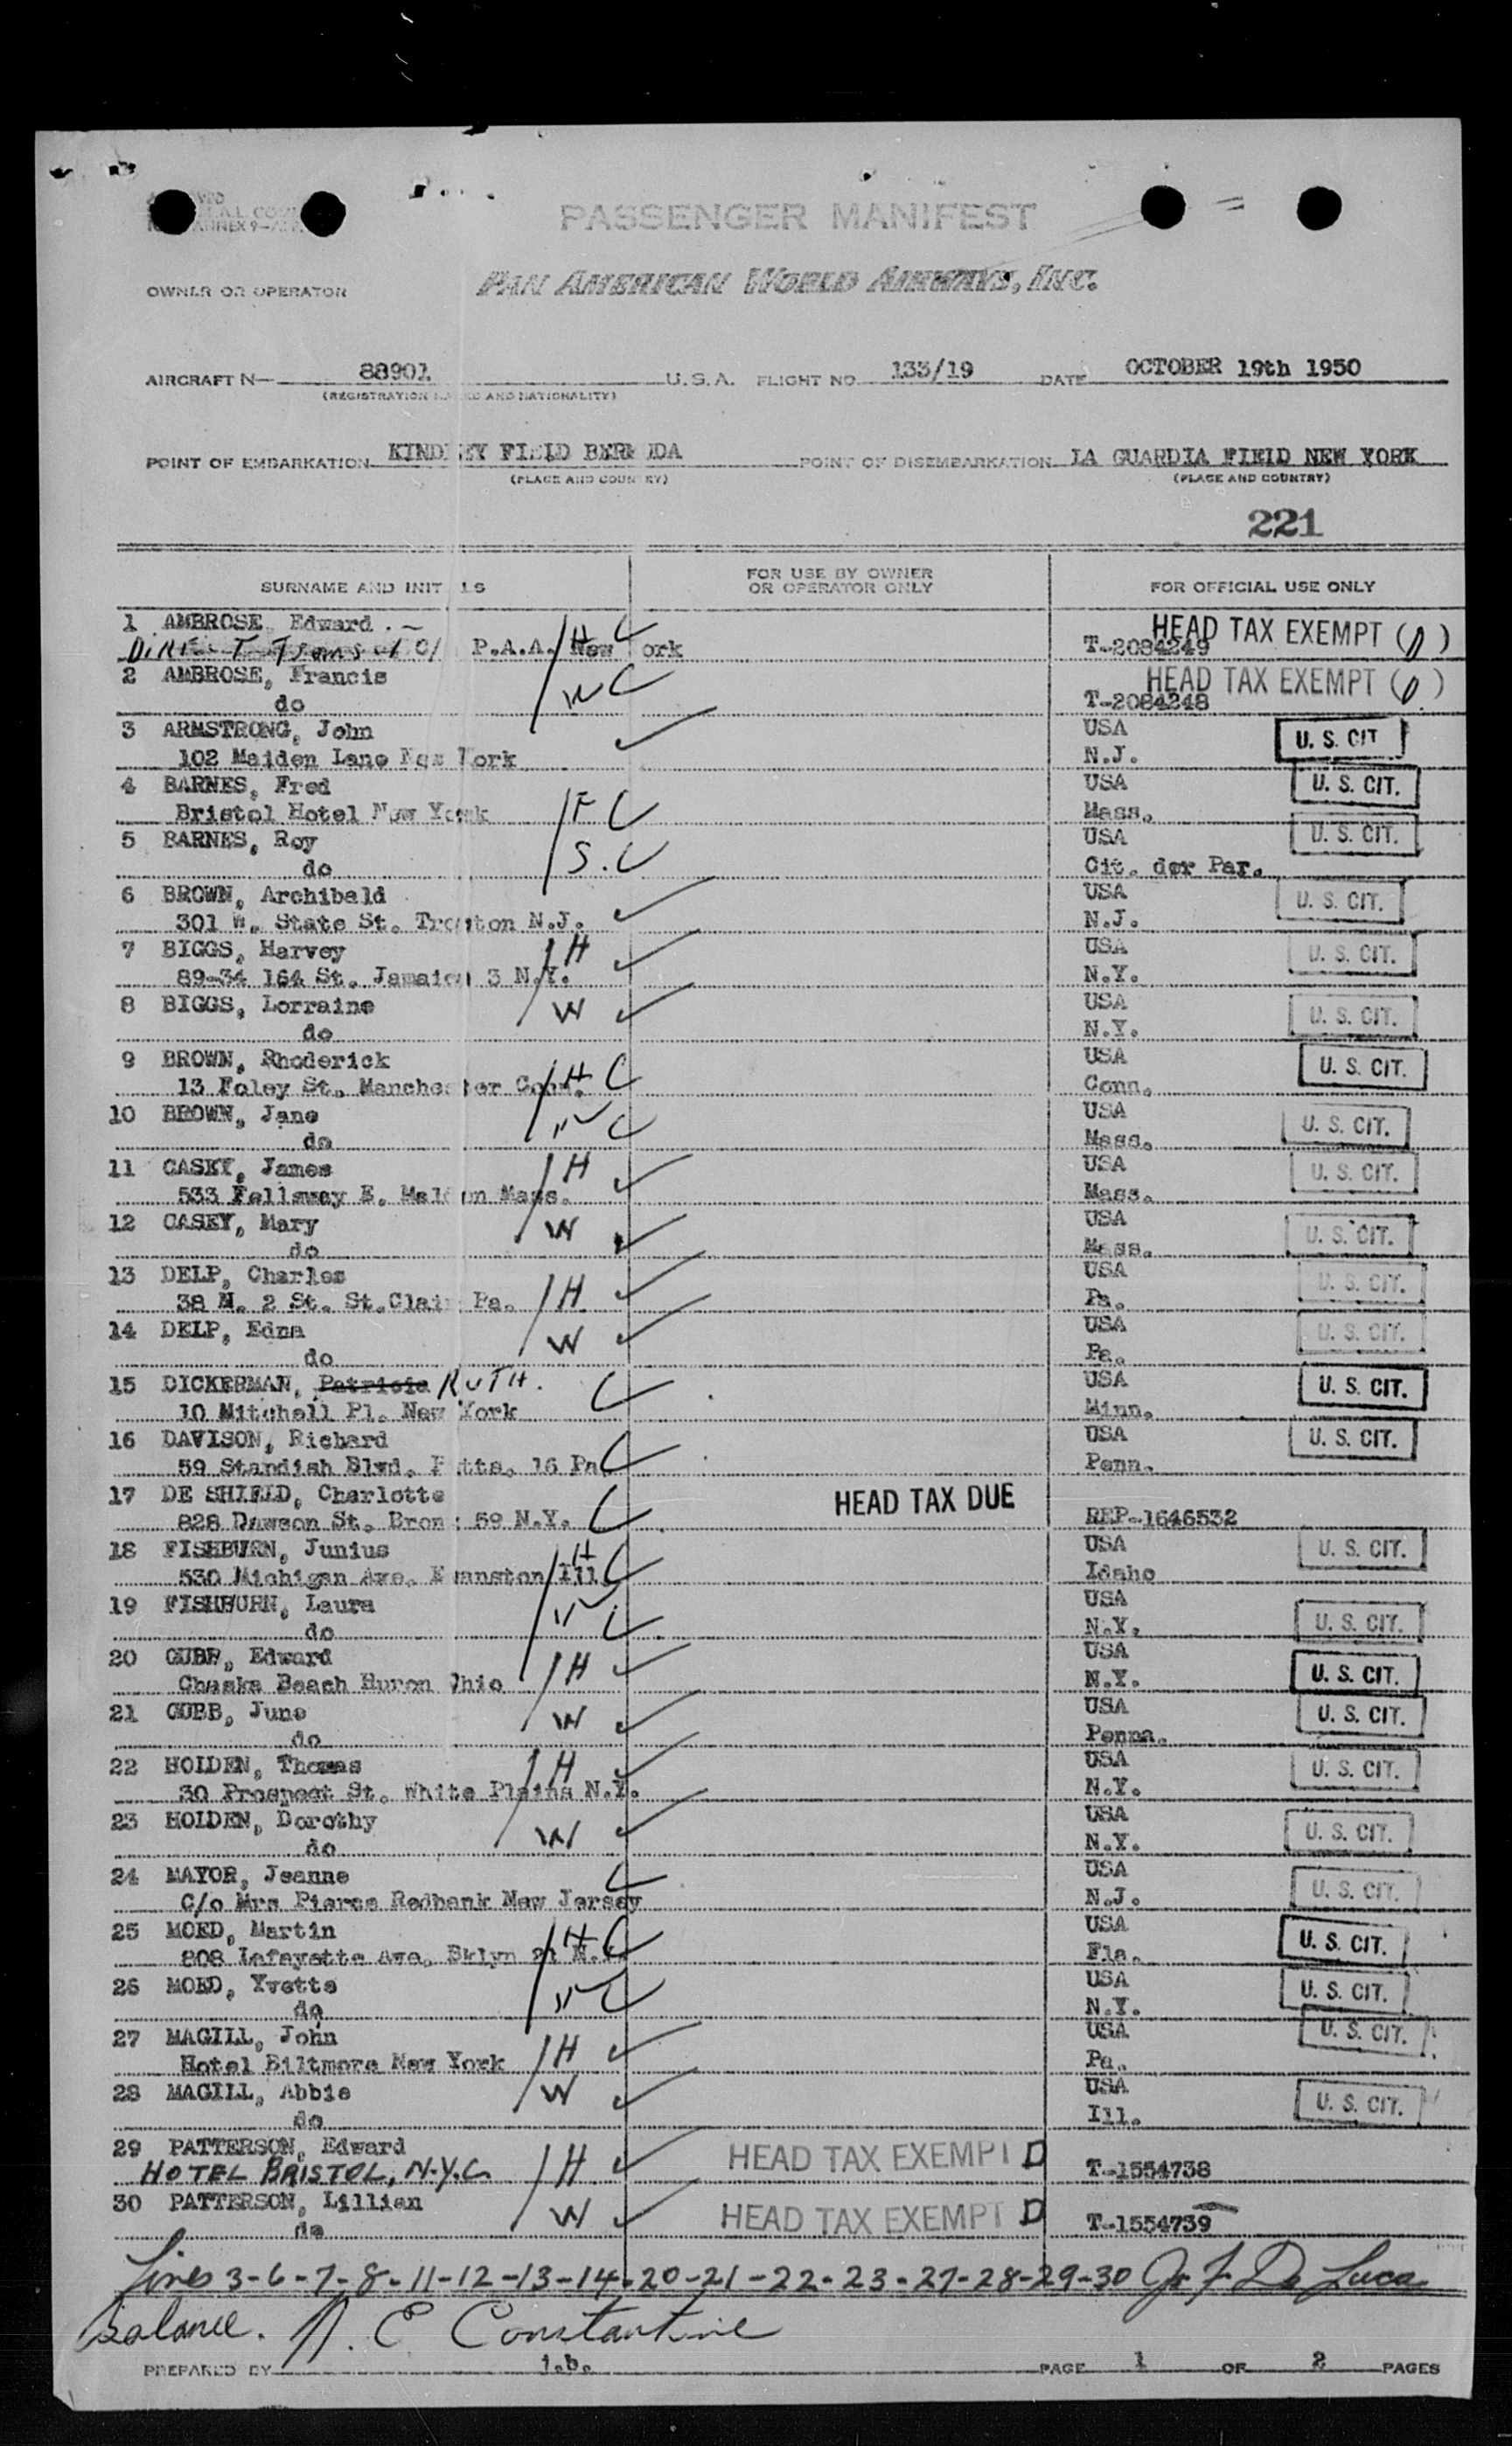 PASSENGER MANIFEST
OWNER OR OPERATOR PAN AMERICAN WORLD AIRWAYS, INC.
AIRCRAFT N— 88901 U.S.A. FLIGHT NO. 133/19 DATE OCTOBER 19th 1950
(REGISTRATION AND NATIONALITY)
POINT OF EMBARKATION KINDLEY FIELD BERMUDA POINT OF DISEMBARKATION LA GUARDIA FIELD NEW YORK
(PLACE AND COUNTRY) (PLACE AND COUNTRY)
221
SURNAME AND INITIALS FOR USE BY OWNER OR OPERATOR ONLY FOR OFFICIAL USE ONLY
1 AMBROSE, Edward C HEAD TAX EXEMPT (D)
P.A.A. New York H T-2084249
2 AMBROSE, Francis W C HEAD TAX EXEMPT (D)
do T-2084248
3 ARMSTRONG, John USA U. S. CIT
102 Maiden Lane New York N.J.
4 BARNES, Fred USA U. S. CIT.
Bristol Hotel New York F C Mass.
5 BARNES, Roy S. C USA U. S. CIT.
do Cit. der Par.
6 BROWN, Archibald USA U. S. CIT.
301 W. State St. Trenton N.J. N.J.
7 BIGGS, Harvey H USA U. S. CIT.
89-34 164 St. Jamaica 3 N.Y. N.Y.
8 BIGGS, Lorraine W USA U. S. CIT.
do N.Y.
9 BROWN, Rhoderick USA U. S. CIT.
13 Foley St. Manchester Conn. H C Conn.
10 BROWN, Jane W C USA U. S. CIT.
do Mass.
11 CASEY, James H USA U. S. CIT.
533 Fellsway E. Malden Mass. Mass.
12 CASEY, Mary W USA U. S. CIT.
do Mass.
13 DELP, Charles USA U. S. CIT.
38 N. 2 St. St.Clair Pa. H Pa.
14 DELP, Edna W USA U. S. CIT.
do Pa.
15 DICKERMAN, Patricia RUTH. C USA U. S. CIT.
10 Mitchell Pl. New York Minn.
16 DAVISON, Richard USA U. S. CIT.
59 Standish Blvd. Pitts. 16 Pa C Penn.
17 DE SHIELD, Charlotte HEAD TAX DUE
828 Dawson St. Bronx 59 N.Y. C REP-1646532
18 FISHBURN, Junius H C USA U. S. CIT.
530 Michigan Ave. Evanston Ill Idaho
19 FISHBURN, Laura W USA
do C N.Y. U. S. CIT.
20 GUBB, Edward USA
Chaska Beach Huron Ohio H N.Y. U. S. CIT.
21 GUBB, June W USA U. S. CIT.
do Penna.
22 HOLDEN, Thomas H USA U. S. CIT.
30 Prospect St. White Plains N.Y. N.Y.
23 HOLDEN, Dorothy W USA U. S. CIT.
do N.Y.
24 MAYOR, Jeanne C USA U. S. CIT.
C/o Mrs Pierce Redbank New Jersey N.J.
25 MOED, Martin H C USA U. S. CIT.
808 Lafayette Ave. Bklyn 21 N.Y. Fla.
26 MOED, Yvette W C USA U. S. CIT.
do N.Y.
27 MAGILL, John USA U. S. CIT.
Hotel Biltmore New York H Pa.
28 MAGILL, Abbie W USA U. S. CIT.
do Ill.
29 PATTERSON, Edward H HEAD TAX EXEMPT D
HOTEL BRISTOL, N.Y.C. T-1554738
30 PATTERSON, Lillian W HEAD TAX EXEMPT D
do T-1554739
Lines 3-6-7-8-11-12-13-14-20-21-22-23-27-28-29-30 J. F. De Luca
Balance. N. E Constantine
PREPARED BY i.b. PAGE 1 OF 2 PAGES